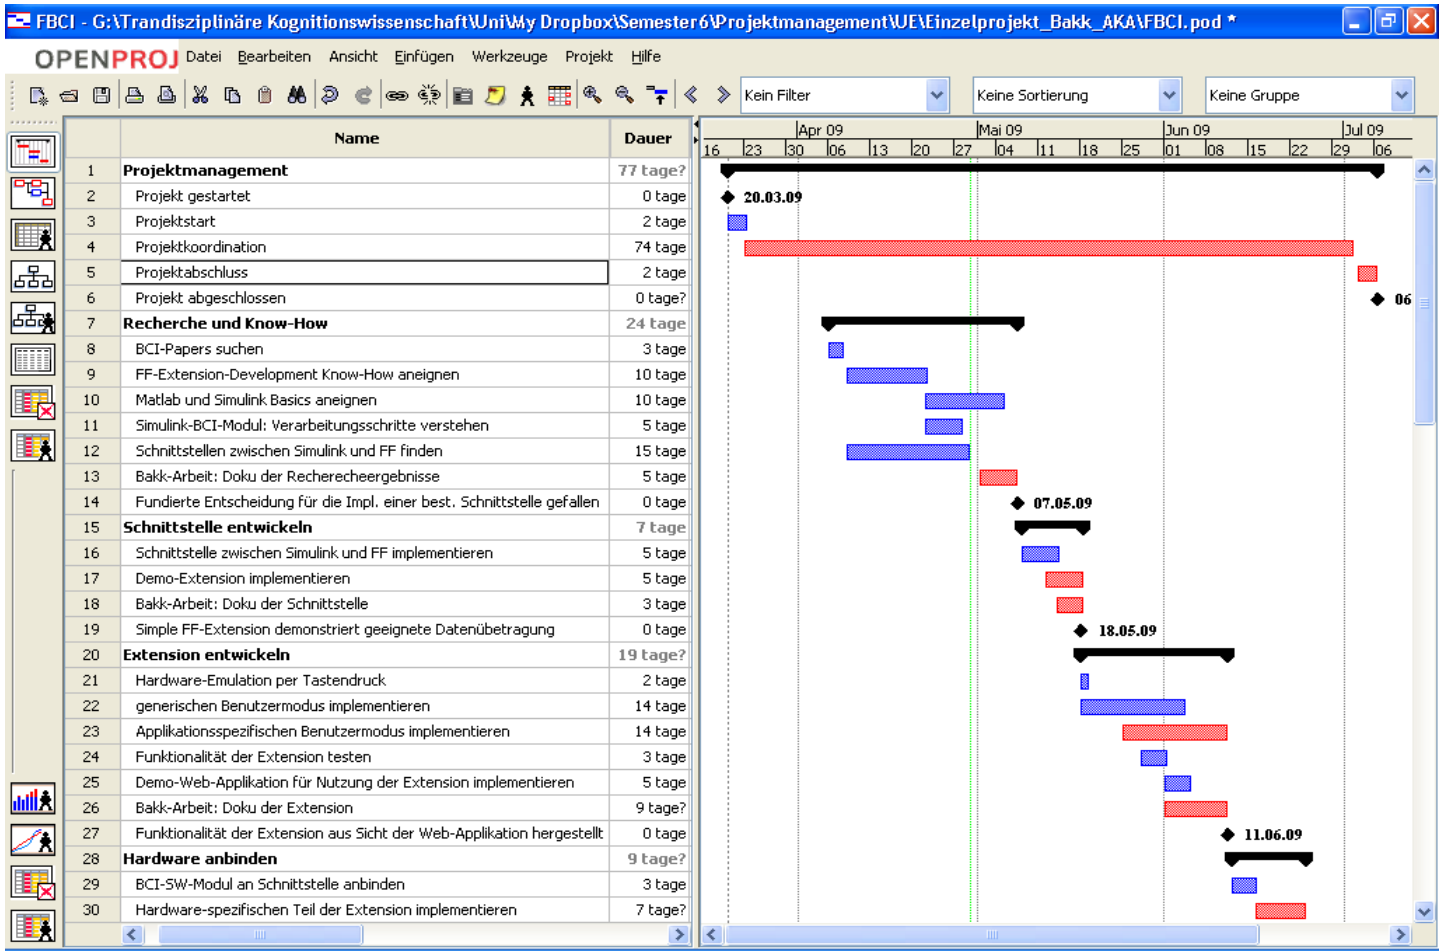 FBCI - G:\Trandisziplinäre Kognitionswissenschaft\Uni\My Dropbox\Semester6\Projektmanagement\UE\Einzelprojekt_Bakk_AKA\FBCI.pod *
OPENPROJ Datei Bearbeiten Ansicht Einfügen Werkzeuge Projekt Hilfe
Kein Filter Keine Sortierung Keine Gruppe
Name Dauer
Apr 09 Mai 09 Jun 09 Jul 09
16 23 30 06 13 20 27 04 11 18 25 01 08 15 22 29 06
1 Projektmanagement 77 tage?
2 Projekt gestartet 0 tage 20.03.09
3 Projektstart 2 tage
4 Projektkoordination 74 tage
5 Projektabschluss 2 tage
6 Projekt abgeschlossen 0 tage? 06
7 Recherche und Know-How 24 tage
8 BCI-Papers suchen 3 tage
9 FF-Extension-Development Know-How aneignen 10 tage
10 Matlab und Simulink Basics aneignen 10 tage
11 Simulink-BCI-Modul: Verarbeitungsschritte verstehen 5 tage
12 Schnittstellen zwischen Simulink und FF finden 15 tage
13 Bakk-Arbeit: Doku der Recherecheergebnisse 5 tage
14 Fundierte Entscheidung für die Impl. einer best. Schnittstelle gefallen 0 tage 07.05.09
15 Schnittstelle entwickeln 7 tage
16 Schnittstelle zwischen Simulink und FF implementieren 5 tage
17 Demo-Extension implementieren 5 tage
18 Bakk-Arbeit: Doku der Schnittstelle 3 tage
19 Simple FF-Extension demonstriert geeignete Datenübetragung 0 tage 18.05.09
20 Extension entwickeln 19 tage?
21 Hardware-Emulation per Tastendruck 2 tage
22 generischen Benutzermodus implementieren 14 tage
23 Applikationsspezifischen Benutzermodus implementieren 14 tage
24 Funktionalität der Extension testen 3 tage
25 Demo-Web-Applikation für Nutzung der Extension implementieren 5 tage
26 Bakk-Arbeit: Doku der Extension 9 tage?
27 Funktionalität der Extension aus Sicht der Web-Applikation hergestellt 0 tage 11.06.09
28 Hardware anbinden 9 tage?
29 BCI-SW-Modul an Schnittstelle anbinden 3 tage
30 Hardware-spezifischen Teil der Extension implementieren 7 tage?